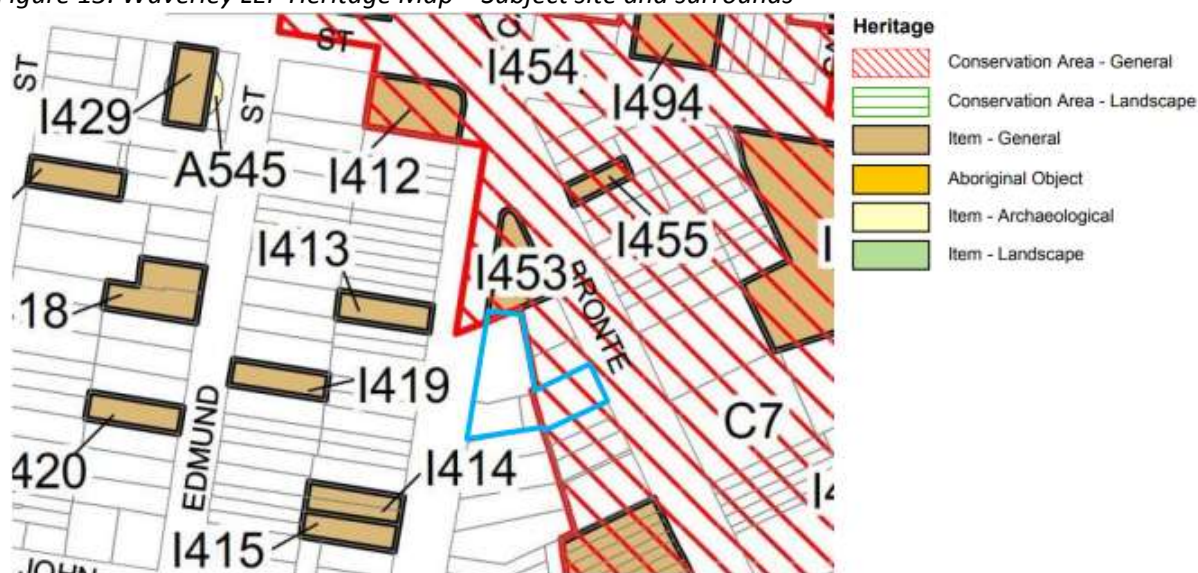 Figure 13: Waverley LEP Heritage Map – Subject site and surrounds
ST
ST
ST
I429
A545
I412
I454
I494
I413
I453
I455
BRONTE
18
I419
420
EDMUND
I414
I415
C7
I4
JOHN
Heritage
Conservation Area - General
Conservation Area - Landscape
Item - General
Aboriginal Object
Item - Archaeological
Item - Landscape